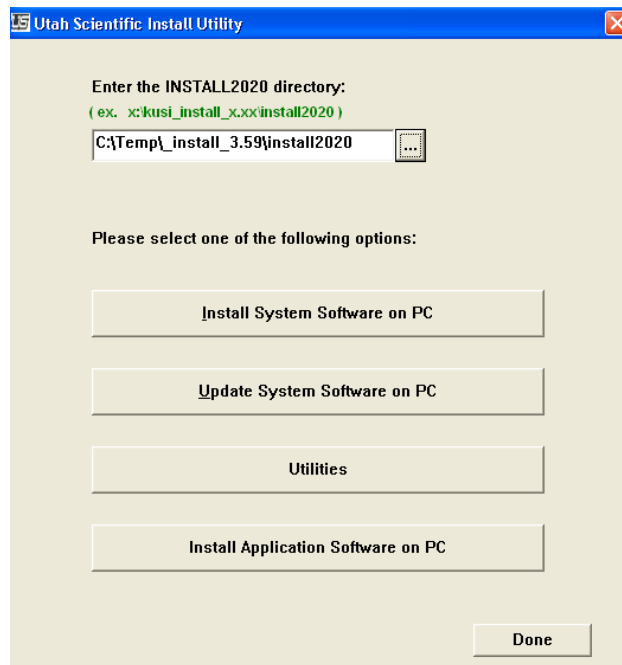 US Utah Scientific Install Utility
Enter the INSTALL2020 directory:
( ex. x:\kusi_install_x.xx\install2020 )
C:\Temp\_install_3.59\install2020 ...
Please select one of the following options:
Install System Software on PC
Update System Software on PC
Utilities
Install Application Software on PC
Done